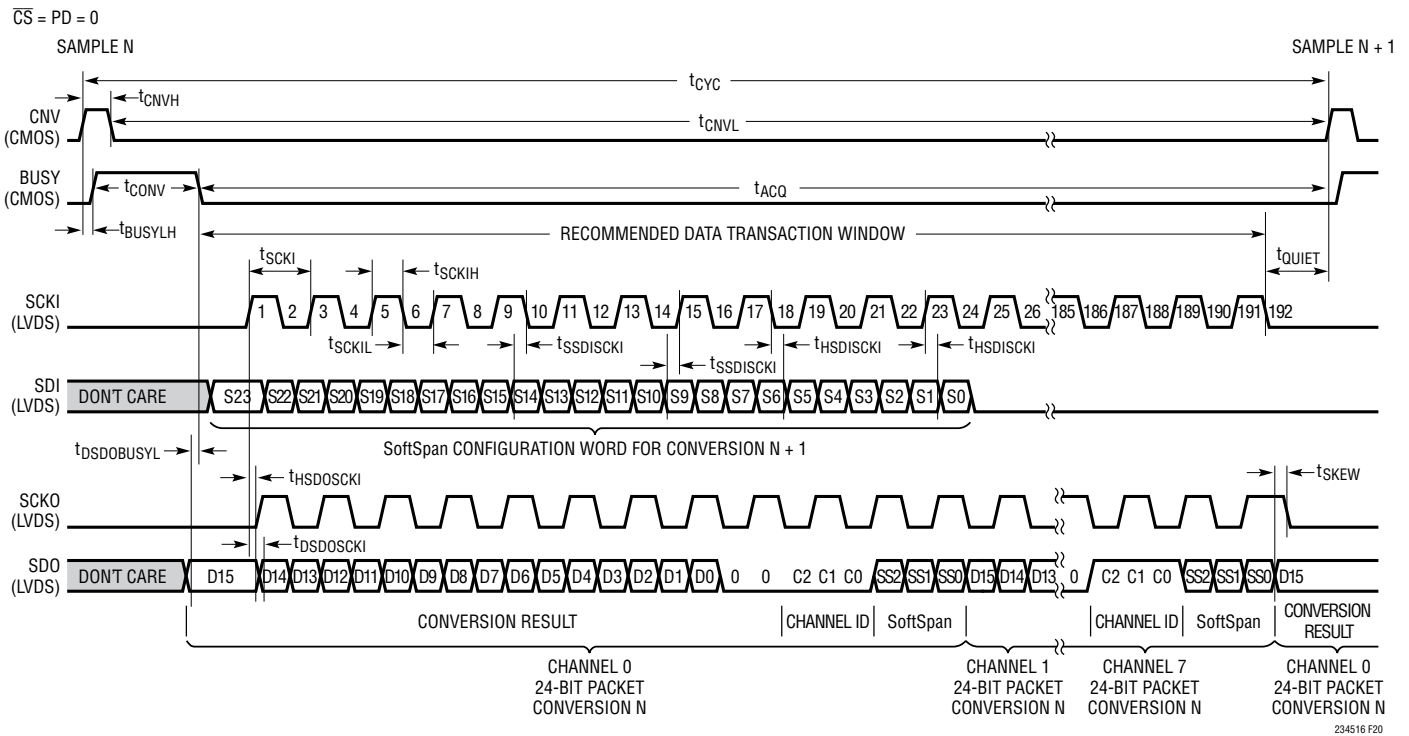 CS = PD = 0
SAMPLE N
SAMPLE N + 1
tCYC
tCNVH
CNV
(CMOS)
tCNVL
BUSY
(CMOS)
tCONV
tACQ
tBUSYLH
RECOMMENDED DATA TRANSACTION WINDOW
tSCKI
tSCKIH
tQUIET
SCKI
(LVDS)
1 2 3 4 5 6 7 8 9 10 11 12 13 14 15 16 17 18 19 20 21 22 23 24 25 26 185 186 187 188 189 190 191 192
tSCKIL
tSSDISCKI
tSSDISCKI
tHSDISCKI
tHSDISCKI
SDI
(LVDS)
DON'T CARE S23 S22 S21 S20 S19 S18 S17 S16 S15 S14 S13 S12 S11 S10 S9 S8 S7 S6 S5 S4 S3 S2 S1 S0
SoftSpan CONFIGURATION WORD FOR CONVERSION N + 1
tDSDOBUSYL
tHSDOSCKI
tSKEW
SCKO
(LVDS)
tDSDOSCKI
SDO
(LVDS)
DON'T CARE D15 D14 D13 D12 D11 D10 D9 D8 D7 D6 D5 D4 D3 D2 D1 D0 0 0 C2 C1 C0 SS2 SS1 SS0 D15 D14 D13 0 C2 C1 C0 SS2 SS1 SS0 D15
CONVERSION RESULT
CHANNEL ID
SoftSpan
CHANNEL ID
SoftSpan
CONVERSION
RESULT
CHANNEL 0
24-BIT PACKET
CONVERSION N
CHANNEL 1
24-BIT PACKET
CONVERSION N
CHANNEL 7
24-BIT PACKET
CONVERSION N
CHANNEL 0
24-BIT PACKET
CONVERSION N
234516 F20